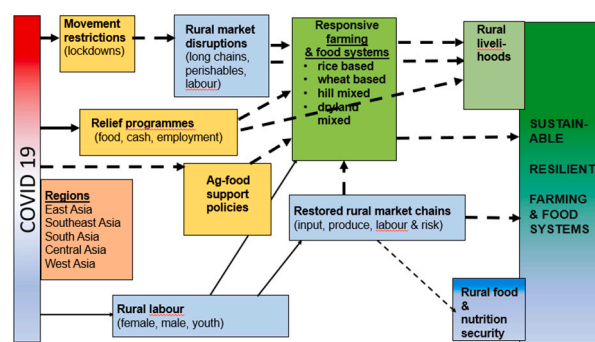 COVID 19
Movement
restrictions
(lockdowns)
Rural market
disruptions
(long chains,
perishables,
labour)
Responsive
farming
& food systems
• rice based
• wheat based
• hill mixed
• dryland
mixed
Rural
liveli-
hoods
Relief programmes
(food, cash, employment)
Ag-food
support
policies
Regions
East Asia
Southeast Asia
South Asia
Central Asia
West Asia
Restored rural market chains
(input, produce, labour & risk)
Rural labour
(female, male, youth)
Rural food
&
nutrition
security
SUSTAIN-
ABLE
RESILIENT
FARMING
& FOOD
SYSTEMS